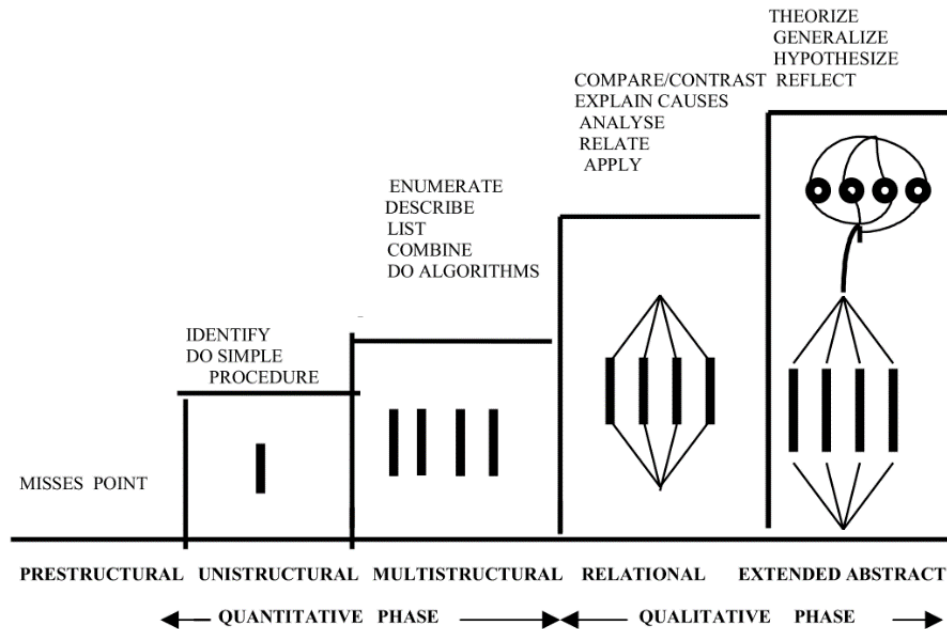 THEORIZE
GENERALIZE
HYPOTHESIZE
COMPARE/CONTRAST REFLECT
EXPLAIN CAUSES
ANALYSE
RELATE
APPLY
ENUMERATE
DESCRIBE
LIST
COMBINE
DO ALGORITHMS
IDENTIFY
DO SIMPLE
PROCEDURE
MISSES POINT
PRESTRUCTURAL UNISTRUCTURAL MULTISTRUCTURAL RELATIONAL EXTENDED ABSTRACT
QUANTITATIVE PHASE QUALITATIVE PHASE